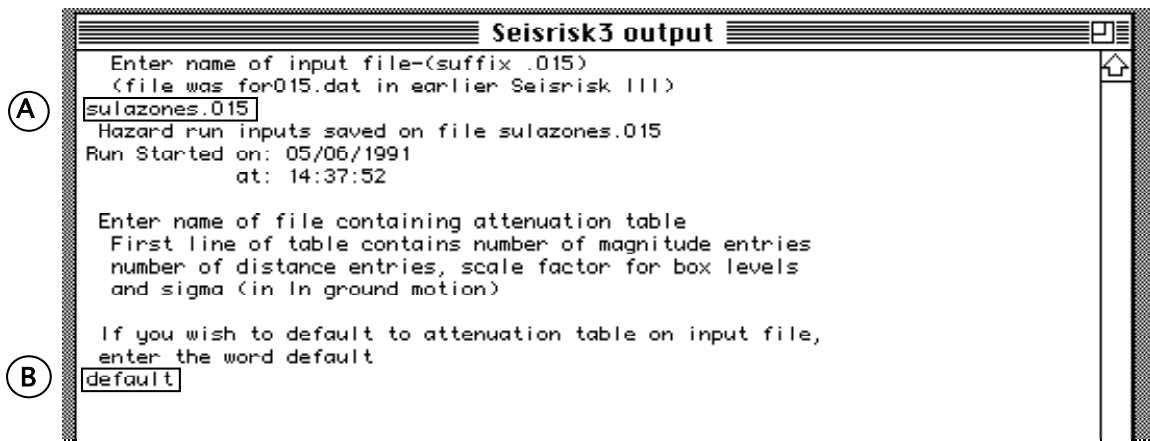 Seisrisk3 output
Enter name of input file-(suffix .015)
(file was for015.dat in earlier Seisrisk III)
A
sulazones.015
Hazard run inputs saved on file sulazones.015
Run Started on: 05/06/1991
at: 14:37:52
Enter name of file containing attenuation table
First line of table contains number of magnitude entries
number of distance entries, scale factor for box levels
and sigma (in ln ground motion)
If you wish to default to attenuation table on input file,
enter the word default
B
default